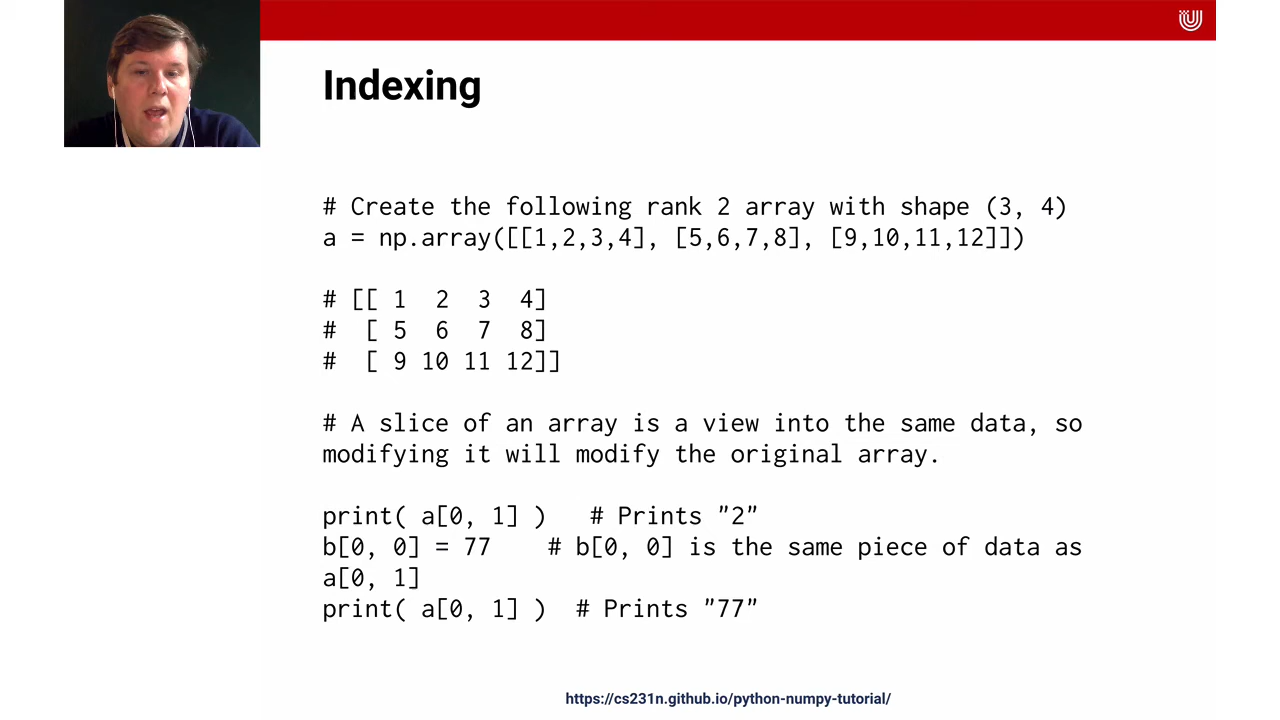 Indexing
# Create the following rank 2 array with shape (3, 4)
a = np.array([[1,2,3,4], [5,6,7,8], [9,10,11,12]])
# [[ 1  2  3  4]
#  [ 5  6  7  8]
#  [ 9 10 11 12]]
# A slice of an array is a view into the same data, so
modifying it will modify the original array.
print( a[0, 1] )   # Prints "2"
b[0, 0] = 77    # b[0, 0] is the same piece of data as
a[0, 1]
print( a[0, 1] )  # Prints "77"
https://cs231n.github.io/python-numpy-tutorial/